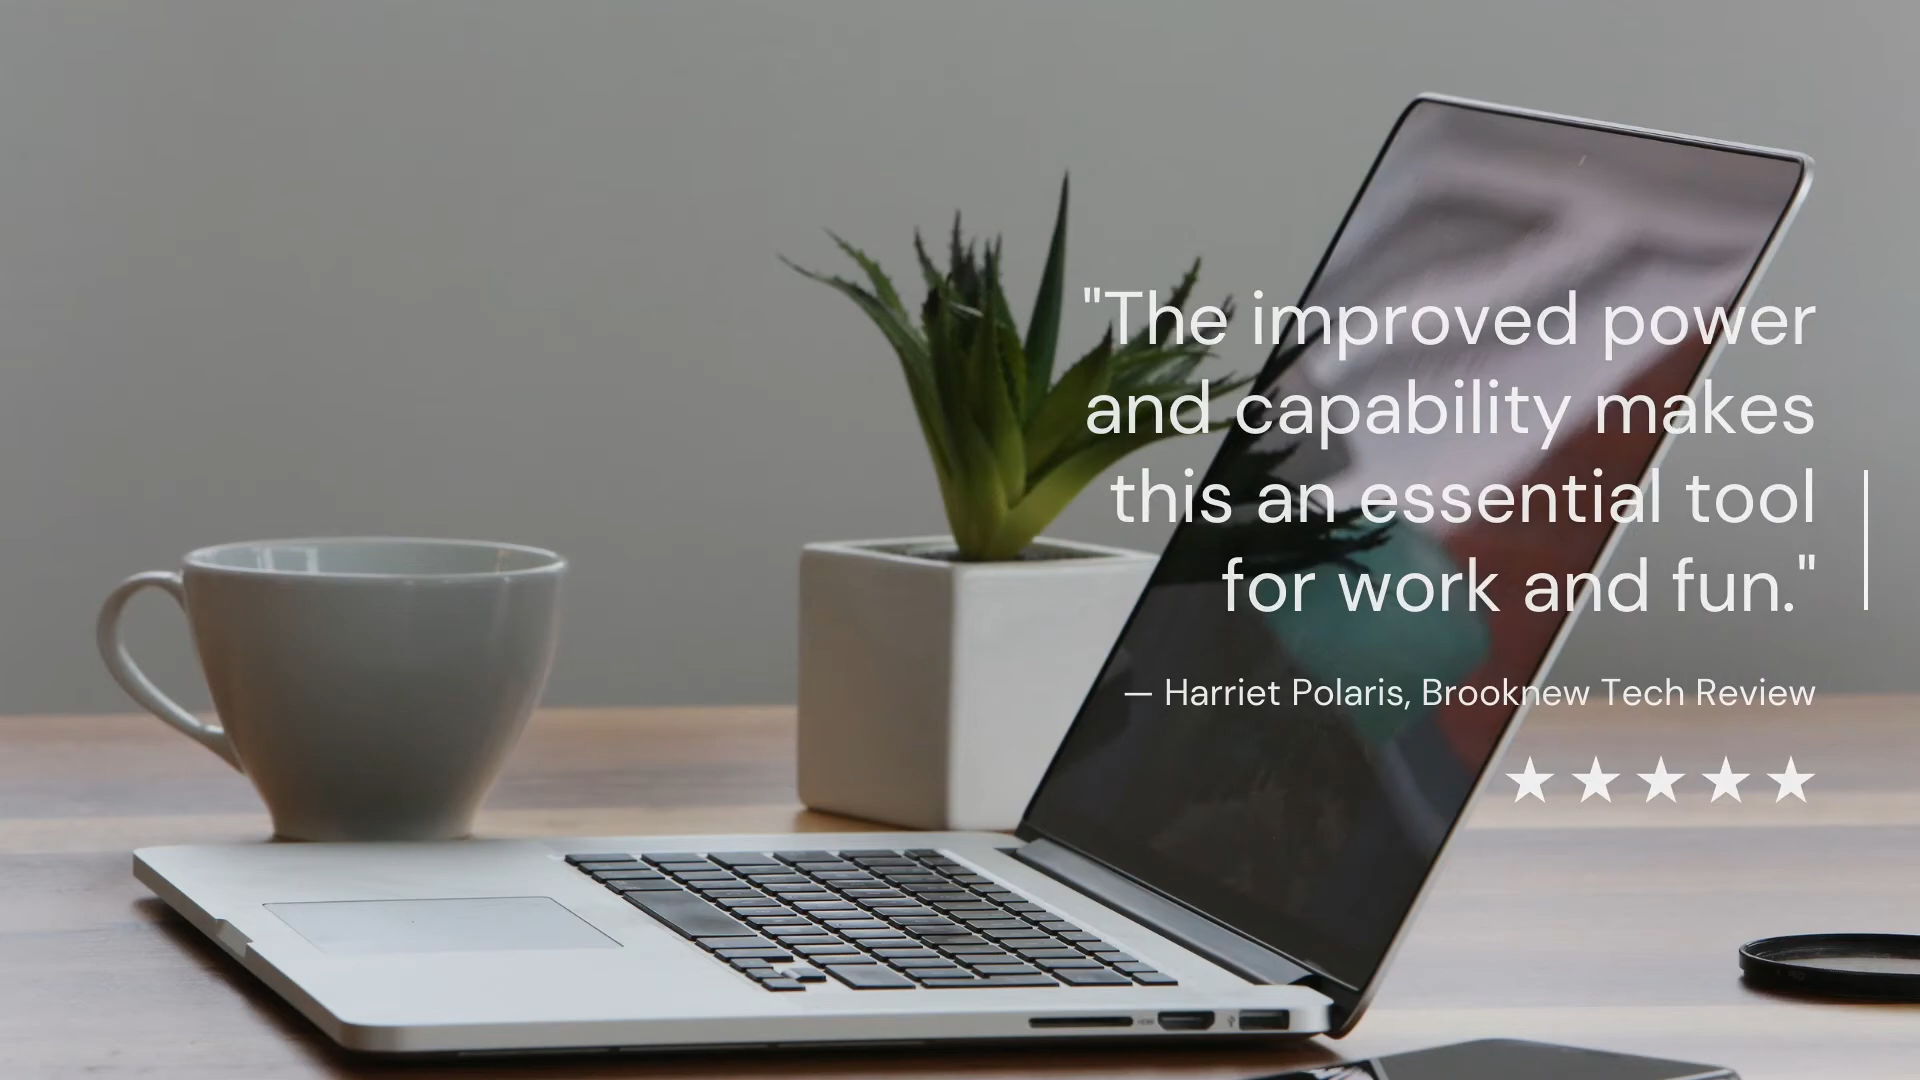 "The improved power
and capability makes
this an essential tool
for work and fun."
— Harriet Polaris, Brooknew Tech Review
★★★★★